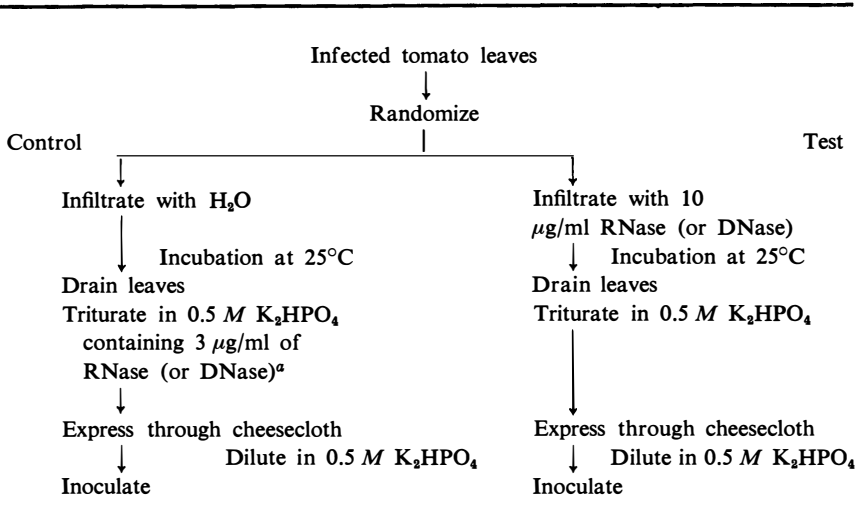 Infected tomato leaves
Randomize
Control
Test
Infiltrate with H₂O
Incubation at 25°C
Drain leaves
Triturate in 0.5 M K₂HPO₄
containing 3 μg/ml of
RNase (or DNase)ᵃ
Express through cheesecloth
Dilute in 0.5 M K₂HPO₄
Inoculate
Infiltrate with 10
μg/ml RNase (or DNase)
Incubation at 25°C
Drain leaves
Triturate in 0.5 M K₂HPO₄
Express through cheesecloth
Dilute in 0.5 M K₂HPO₄
Inoculate